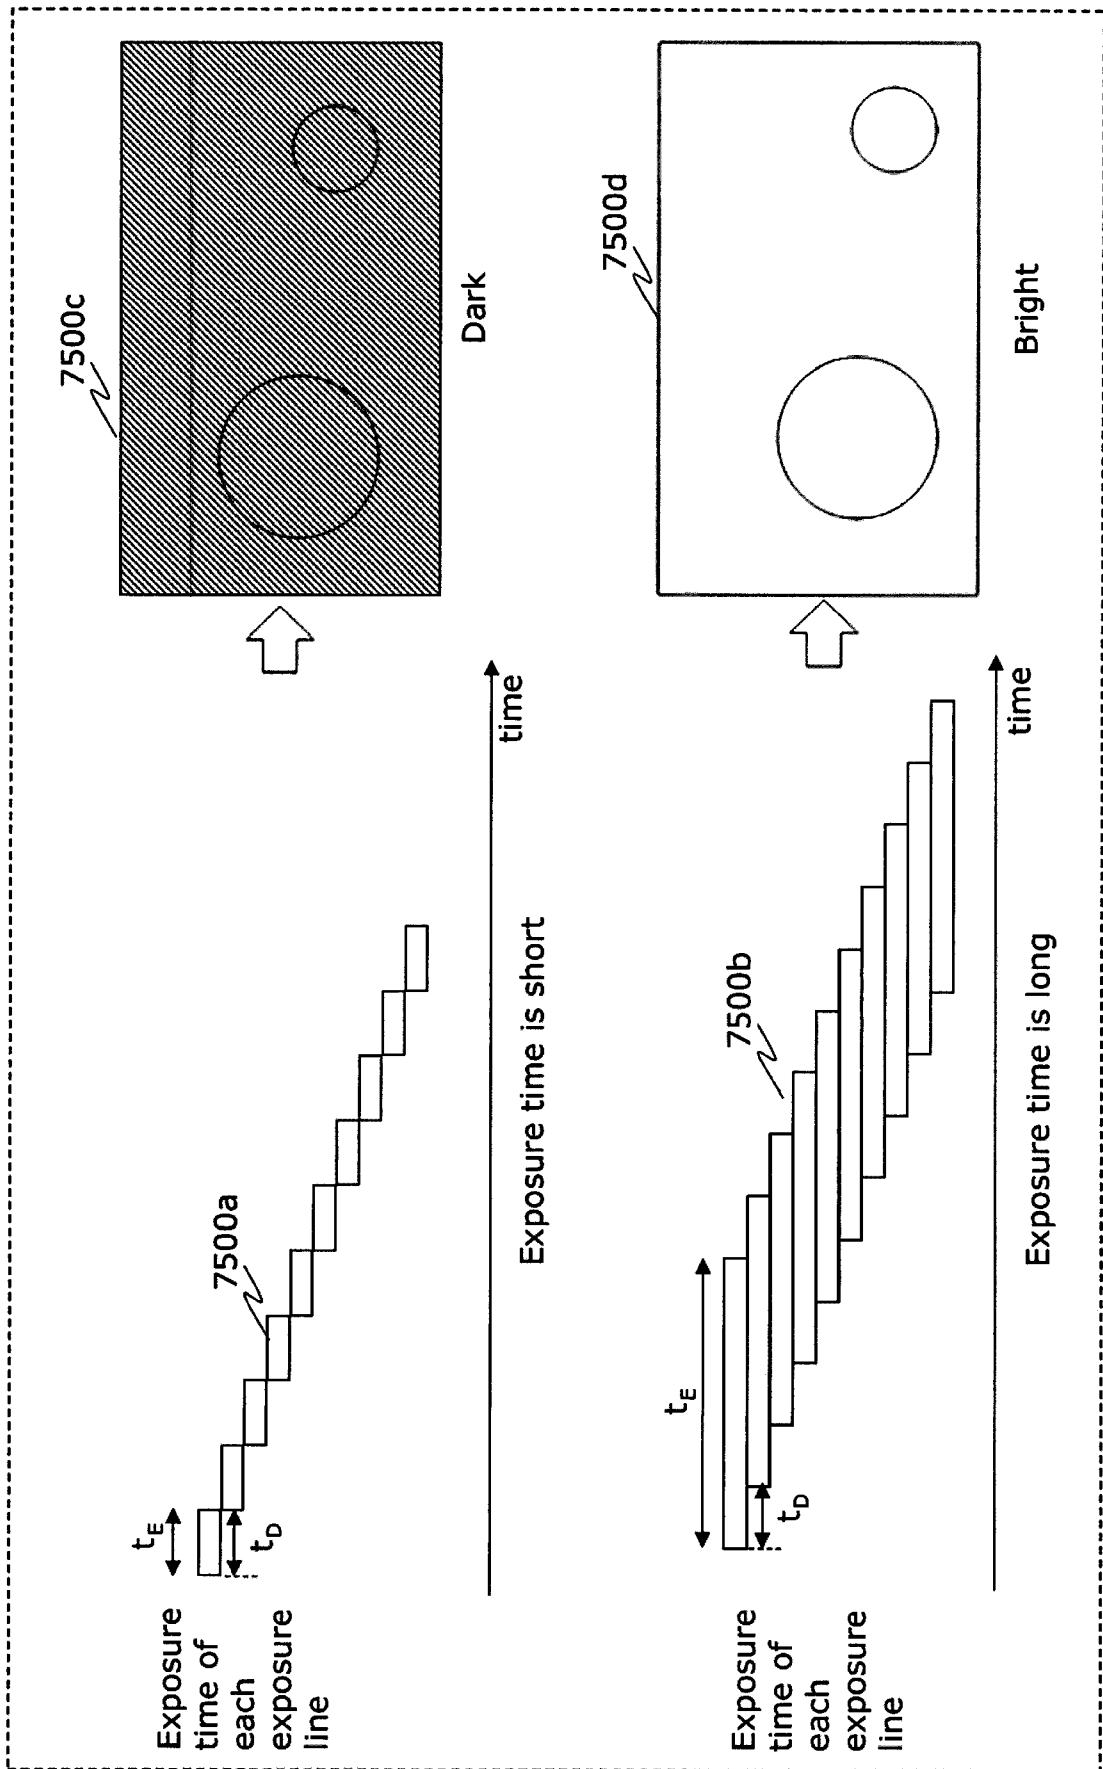 Exposure
time of
each
exposure
line
tE
tD
7500a
time
Exposure time is short
7500c
Dark
Exposure
time of
each
exposure
line
tE
tD
7500b
time
Exposure time is long
7500d
Bright